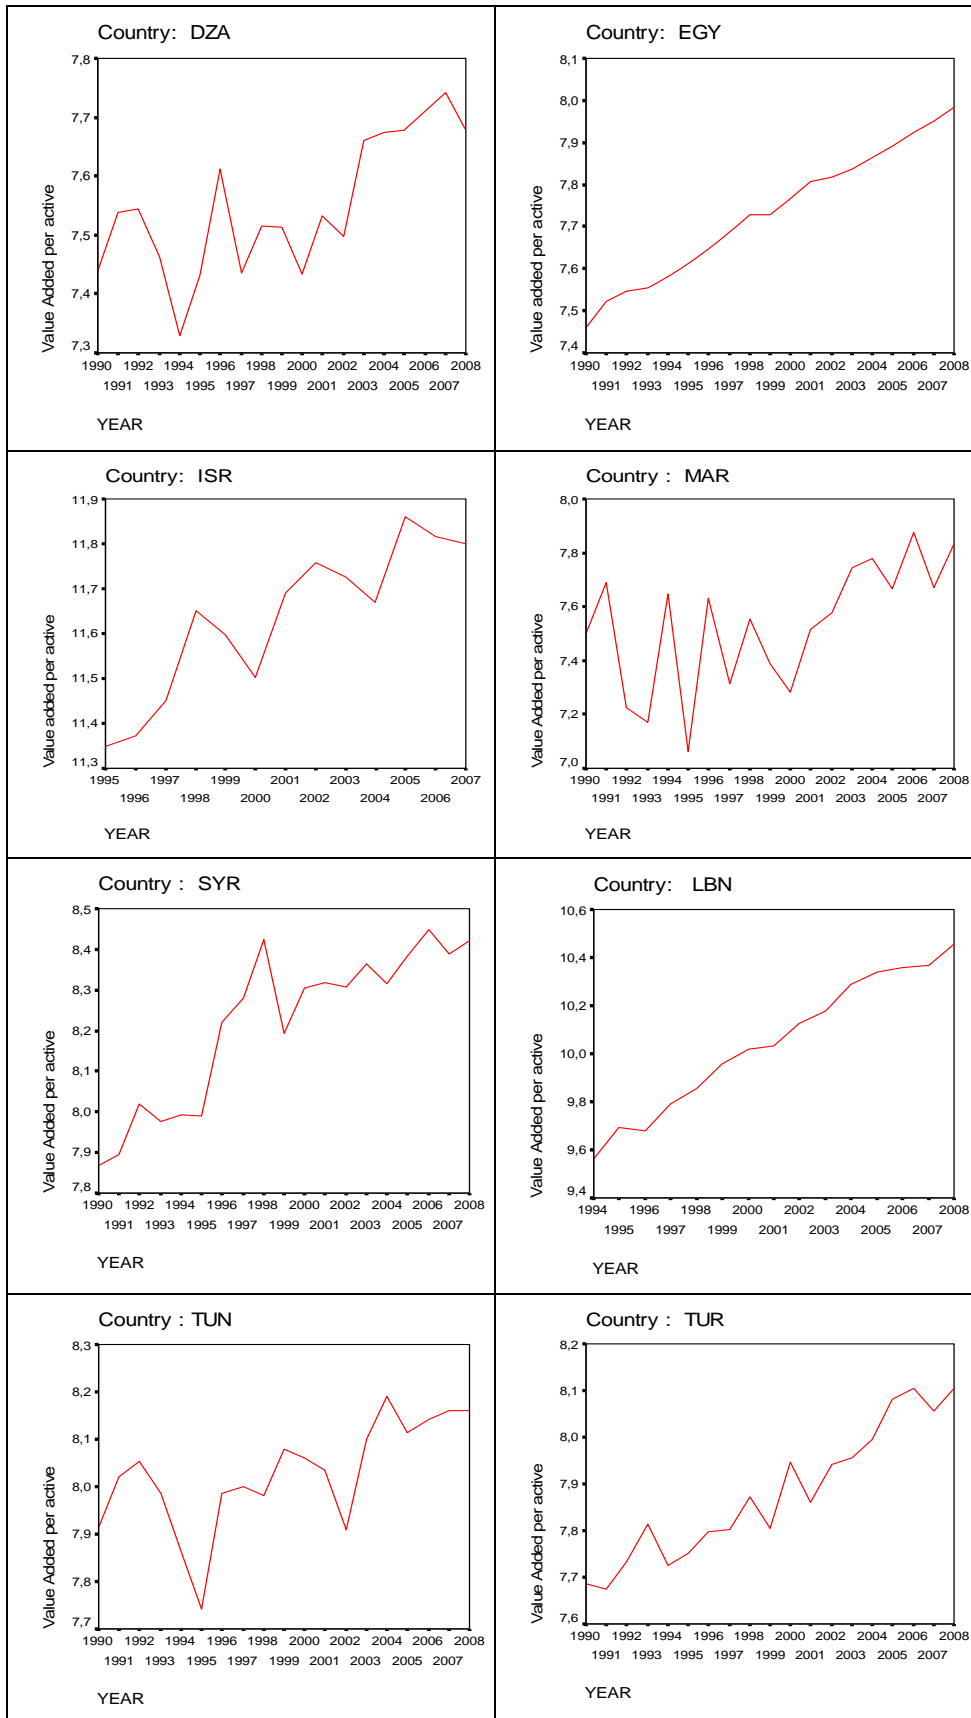 Country: DZA
7,8
7,7
7,6
7,5
7,4
7,3
Value Added per active
1990 1992 1994 1996 1998 2000 2002 2004 2006 2008
1991 1993 1995 1997 1999 2001 2003 2005 2007
YEAR
Country: EGY
8,1
8,0
7,9
7,8
7,7
7,6
7,5
7,4
Value added per active
1990 1992 1994 1996 1998 2000 2002 2004 2006 2008
1991 1993 1995 1997 1999 2001 2003 2005 2007
YEAR
Country: ISR
11,9
11,8
11,7
11,6
11,5
11,4
11,3
Value added per active
1995 1997 1999 2001 2003 2005 2007
1996 1998 2000 2002 2004 2006
YEAR
Country : MAR
8,0
7,8
7,6
7,4
7,2
7,0
Value Added per active
1990 1992 1994 1996 1998 2000 2002 2004 2006 2008
1991 1993 1995 1997 1999 2001 2003 2005 2007
YEAR
Country : SYR
8,5
8,4
8,3
8,2
8,1
8,0
7,9
7,8
Value Added per active
1990 1992 1994 1996 1998 2000 2002 2004 2006 2008
1991 1993 1995 1997 1999 2001 2003 2005 2007
YEAR
Country: LBN
10,6
10,4
10,2
10,0
9,8
9,6
9,4
Value Added per active
1994 1996 1998 2000 2002 2004 2006 2008
1995 1997 1999 2001 2003 2005 2007
YEAR
Country : TUN
8,3
8,2
8,1
8,0
7,9
7,8
7,7
Value Added per active
1990 1992 1994 1996 1998 2000 2002 2004 2006 2008
1991 1993 1995 1997 1999 2001 2003 2005 2007
YEAR
Country : TUR
8,2
8,1
8,0
7,9
7,8
7,7
7,6
Value Added per active
1990 1992 1994 1996 1998 2000 2002 2004 2006 2008
1991 1993 1995 1997 1999 2001 2003 2005 2007
YEAR